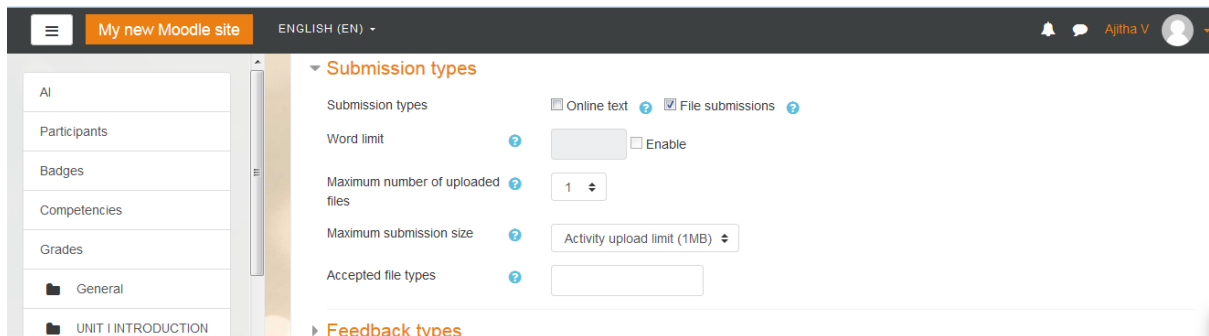 My new Moodle site
ENGLISH (EN)
Ajitha V
AI
Participants
Badges
Competencies
Grades
General
UNIT I INTRODUCTION
Submission types
Submission types
Online text
File submissions
Word limit
Enable
Maximum number of uploaded
files
1
Maximum submission size
Activity upload limit (1MB)
Accepted file types
Feedback types